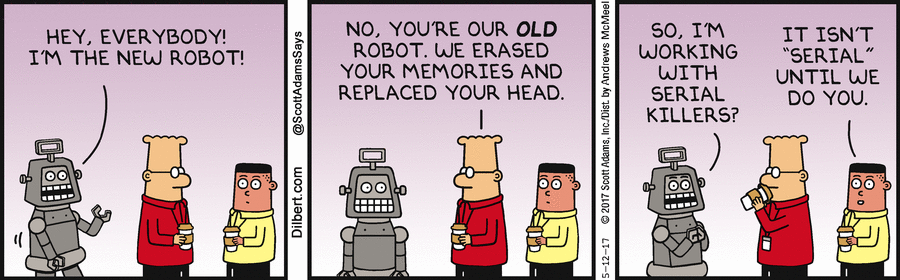 HEY, EVERYBODY!
I'M THE NEW ROBOT!
Dilbert.com
@ScottAdamsSays
NO, YOU'RE OUR OLD
ROBOT. WE ERASED
YOUR MEMORIES AND
REPLACED YOUR HEAD.
5-12-17 © 2017 Scott Adams, Inc./Dist. by Andrews McMeel
SO, I'M
WORKING
WITH
SERIAL
KILLERS?
IT ISN'T
"SERIAL"
UNTIL WE
DO YOU.